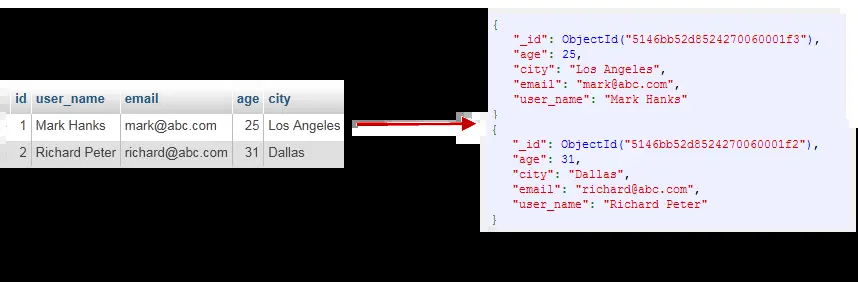 id user_name email age city
1 Mark Hanks mark@abc.com 25 Los Angeles
2 Richard Peter richard@abc.com 31 Dallas
{
"_id": ObjectId("5146bb52d8524270060001f3"),
"age": 25,
"city": "Los Angeles",
"email": "mark@abc.com",
"user_name": "Mark Hanks"
}
{
"_id": ObjectId("5146bb52d8524270060001f2"),
"age": 31,
"city": "Dallas",
"email": "richard@abc.com",
"user_name": "Richard Peter"
}